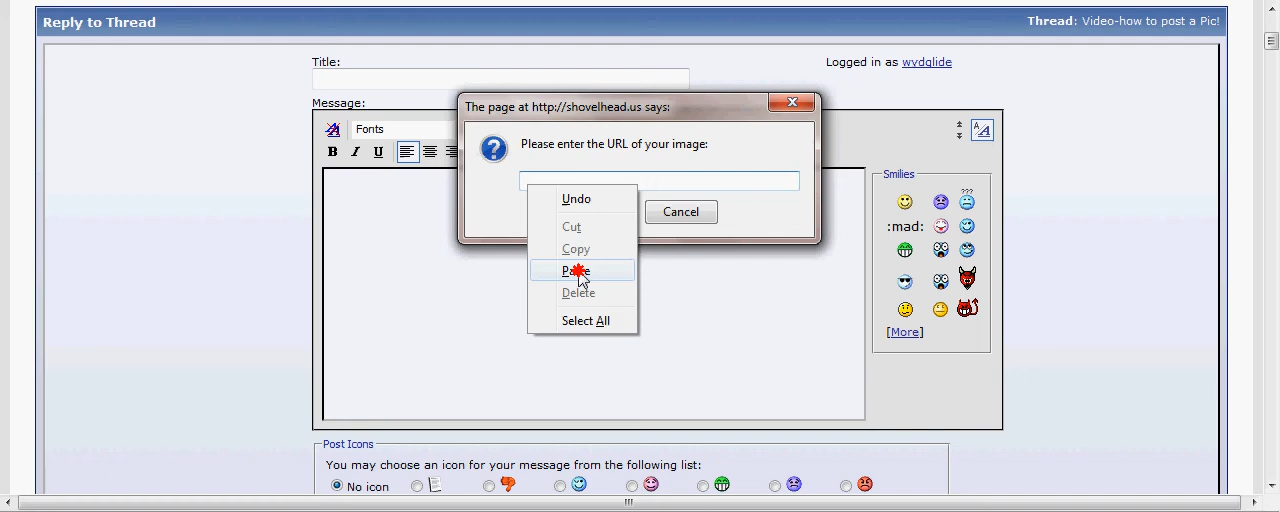 Reply to Thread
Thread: Video-how to post a Pic!
Title:
Logged in as wvdglide
Message:
The page at http://shovelhead.us says:
Fonts
Please enter the URL of your image:
B I U
Smilies
???
:mad:
Cancel
Undo
Cut
Copy
Delete
Select All
[More]
Post Icons
You may choose an icon for your message from the following list:
No icon